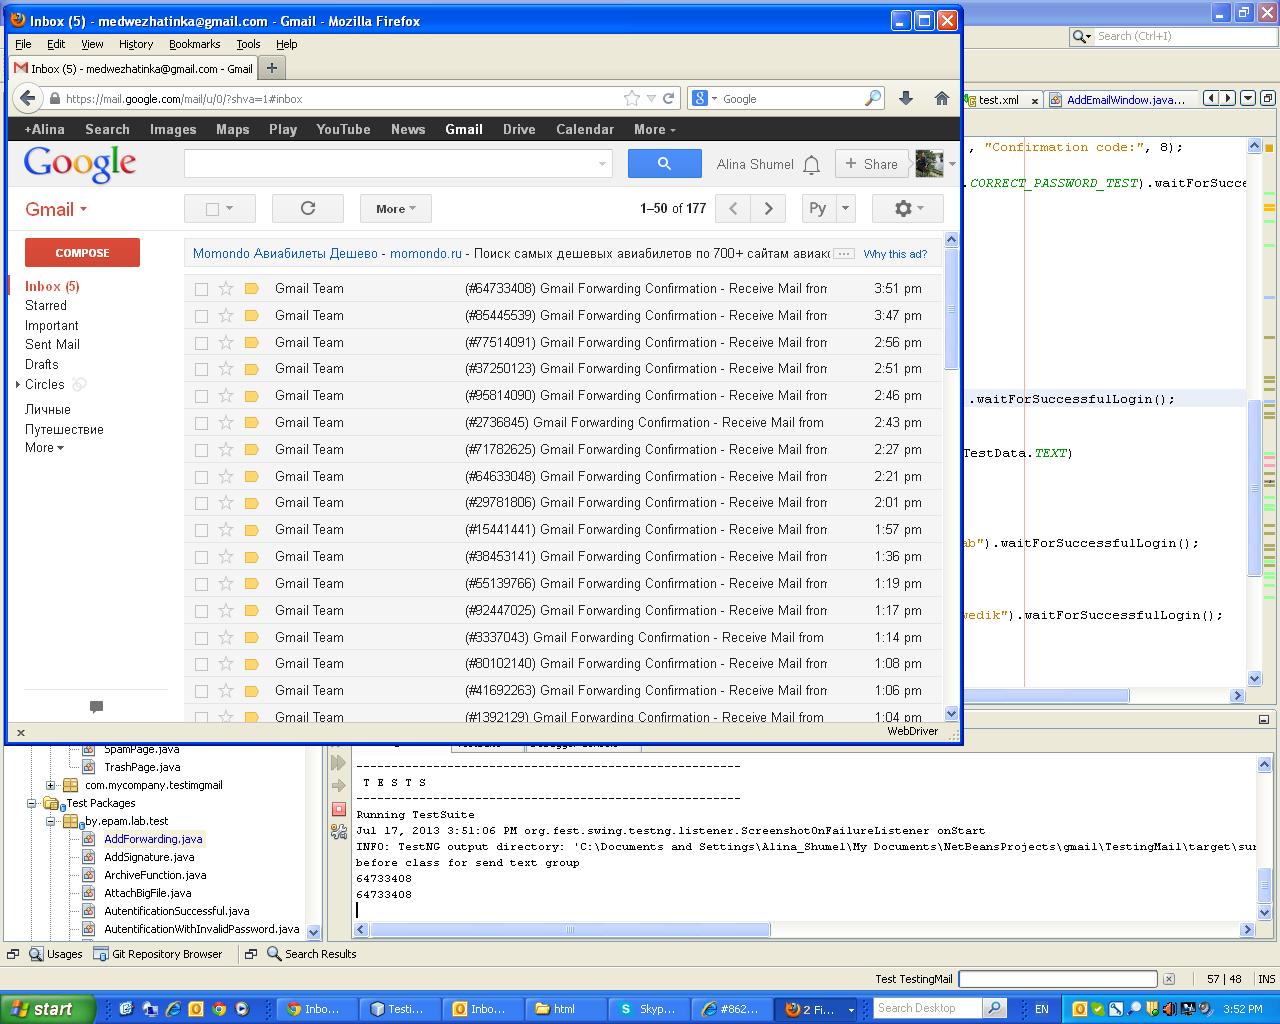 Inbox (5) - medwezhatinka@gmail.com - Gmail - Mozilla Firefox
File Edit View History Bookmarks Tools Help
Inbox (5) - medwezhatinka@gmail.com - Gmail
https://mail.google.com/mail/u/0/?shva=1#inbox
Google
+Alina Search Images Maps Play YouTube News Gmail Drive Calendar More
Google
Alina Shumel
+ Share
Gmail
More
1–50 of 177
Ру
COMPOSE
Momondo Авиабилеты Дешево - momondo.ru - Поиск самых дешевых авиабилетов по 700+ сайтам авиак
Why this ad?
Inbox (5)
Starred
Important
Sent Mail
Drafts
Circles
Личные
Путешествие
More
Gmail Team (#64733408) Gmail Forwarding Confirmation - Receive Mail from 3:51 pm
Gmail Team (#85445539) Gmail Forwarding Confirmation - Receive Mail from 3:47 pm
Gmail Team (#77514091) Gmail Forwarding Confirmation - Receive Mail from 2:56 pm
Gmail Team (#37250123) Gmail Forwarding Confirmation - Receive Mail from 2:51 pm
Gmail Team (#95814090) Gmail Forwarding Confirmation - Receive Mail from 2:46 pm
Gmail Team (#2736845) Gmail Forwarding Confirmation - Receive Mail from 2:43 pm
Gmail Team (#71782625) Gmail Forwarding Confirmation - Receive Mail from 2:27 pm
Gmail Team (#64633048) Gmail Forwarding Confirmation - Receive Mail from 2:21 pm
Gmail Team (#29781806) Gmail Forwarding Confirmation - Receive Mail from 2:01 pm
Gmail Team (#15441441) Gmail Forwarding Confirmation - Receive Mail from 1:57 pm
Gmail Team (#38453141) Gmail Forwarding Confirmation - Receive Mail from 1:36 pm
Gmail Team (#55139766) Gmail Forwarding Confirmation - Receive Mail from 1:19 pm
Gmail Team (#92447025) Gmail Forwarding Confirmation - Receive Mail from 1:17 pm
Gmail Team (#3337043) Gmail Forwarding Confirmation - Receive Mail from 1:14 pm
Gmail Team (#80102140) Gmail Forwarding Confirmation - Receive Mail from 1:08 pm
Gmail Team (#41692263) Gmail Forwarding Confirmation - Receive Mail from 1:06 pm
Gmail Team (#1392129) Gmail Forwarding Confirmation - Receive Mail from 1:04 pm
WebDriver
Search (Ctrl+I)
test.xml AddEmailWindow.java...
, "Confirmation code:", 8);
.CORRECT_PASSWORD_TEST).waitForSucce
.waitForSuccessfulLogin();
TestData.TEXT)
ab").waitForSuccessfulLogin();
wedik").waitForSuccessfulLogin();
SpamPage.java
TrashPage.java
com.mycompany.testimgmail
Test Packages
by.epam.lab.test
AddForwarding.java
AddSignature.java
ArchiveFunction.java
AttachBigFile.java
AutentificationSuccessful.java
AutentificationWithInvalidPassword.java
-------------------------------------------------------
T E S T S
-------------------------------------------------------
Running TestSuite
Jul 17, 2013 3:51:06 PM org.fest.swing.testng.listener.ScreenshotOnFailureListener onStart
INFO: TestNG output directory: 'C:\Documents and Settings\Alina_Shumel\My Documents\NetBeansProjects\gmail\TestingMail\target\sur
before class for send text group
64733408
64733408
Usages Git Repository Browser Search Results
Test TestingMail
57 | 48 INS
start
Inbo... Testi... Inbo... html Skyp... #862... 2 Fi...
Search Desktop
EN
3:52 PM